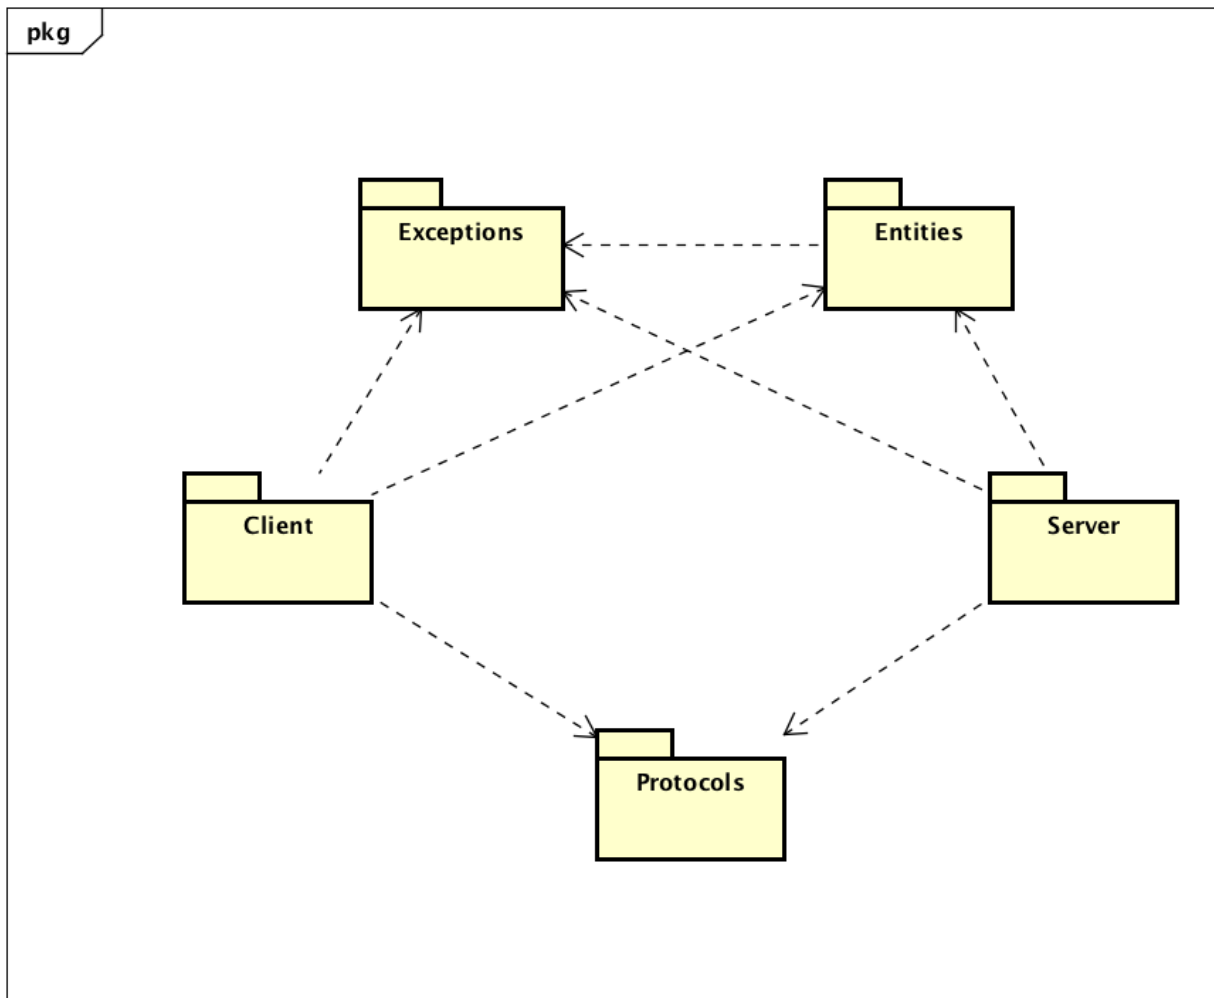 pkg
Exceptions
Entities
Client
Server
Protocols